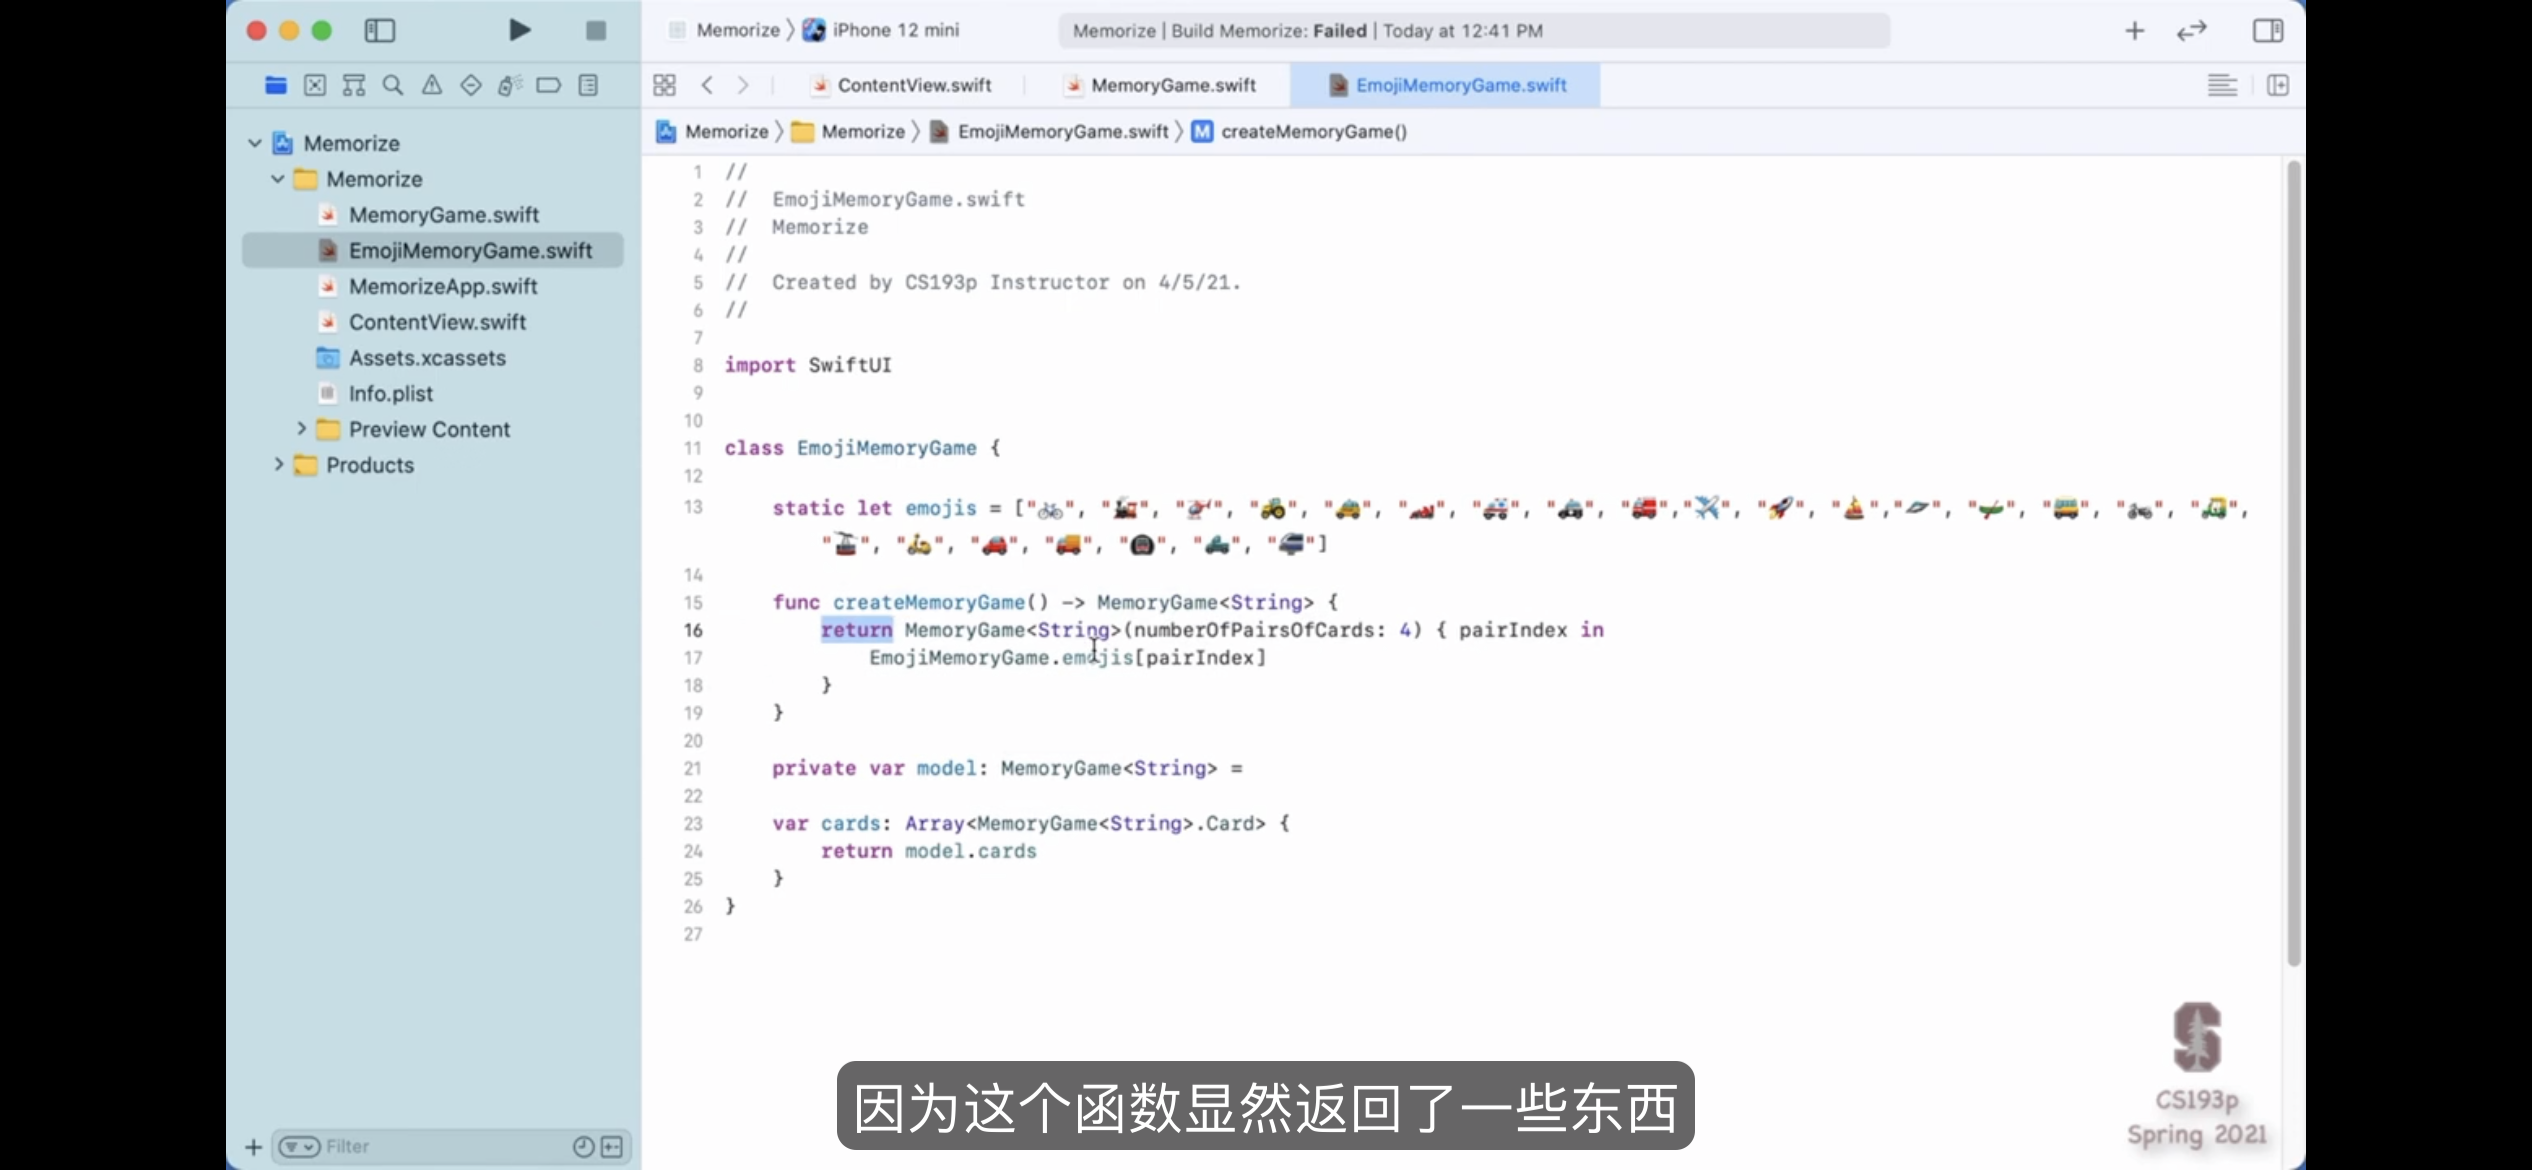 Memorize 〉 iPhone 12 mini
Memorize | Build Memorize: Failed | Today at 12:41 PM
ContentView.swift
MemoryGame.swift
EmojiMemoryGame.swift
Memorize 〉 Memorize 〉 EmojiMemoryGame.swift 〉 M createMemoryGame()
Memorize
Memorize
MemoryGame.swift
EmojiMemoryGame.swift
MemorizeApp.swift
ContentView.swift
Assets.xcassets
Info.plist
Preview Content
Products
Filter
1 //
2 // EmojiMemoryGame.swift
3 // Memorize
4 //
5 // Created by CS193p Instructor on 4/5/21.
6 //
7
8 import SwiftUI
9
10
11 class EmojiMemoryGame {
12
13 static let emojis = ["🚲", "🚂", "🚁", "🚜", "🚕", "🏎", "🚑", "🚓", "🚒","✈️", "🚀", "⛵️","🛸", "🛶", "🚌", "🏍", "🛺",
"🚠", "🛵", "🚗", "🚚", "🚇", "🛻", "🚝"]
14
15 func createMemoryGame() -> MemoryGame<String> {
16 return MemoryGame<String>(numberOfPairsOfCards: 4) { pairIndex in
17 EmojiMemoryGame.emojis[pairIndex]
18 }
19 }
20
21 private var model: MemoryGame<String> =
22
23 var cards: Array<MemoryGame<String>.Card> {
24 return model.cards
25 }
26 }
27
因为这个函数显然返回了一些东西
S
CS193p
Spring 2021